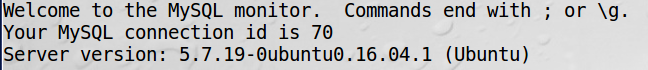 Welcome to the MySQL monitor.  Commands end with ; or \g.
Your MySQL connection id is 70
Server version: 5.7.19-0ubuntu0.16.04.1 (Ubuntu)